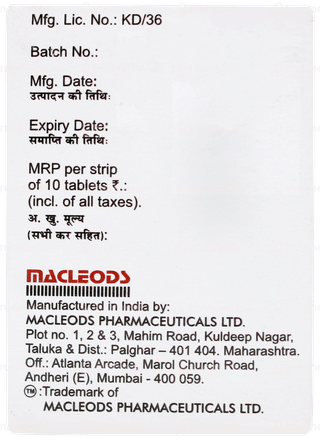 Mfg. Lic. No.: KD/36
Batch No.:
Mfg. Date:
उत्पादन की तिथिः
Expiry Date:
समाप्ति की तिथिः
MRP per strip
of 10 tablets ₹.:
(incl. of all taxes).
अ. खु. मूल्य
(सभी कर सहित):
MACLEODS
Manufactured in India by:
MACLEODS PHARMACEUTICALS LTD.
Plot no. 1, 2 & 3, Mahim Road, Kuldeep Nagar,
Taluka & Dist.: Palghar – 401 404. Maharashtra.
Off.: Atlanta Arcade, Marol Church Road,
Andheri (E), Mumbai - 400 059.
TM:Trademark of
MACLEODS PHARMACEUTICALS LTD.